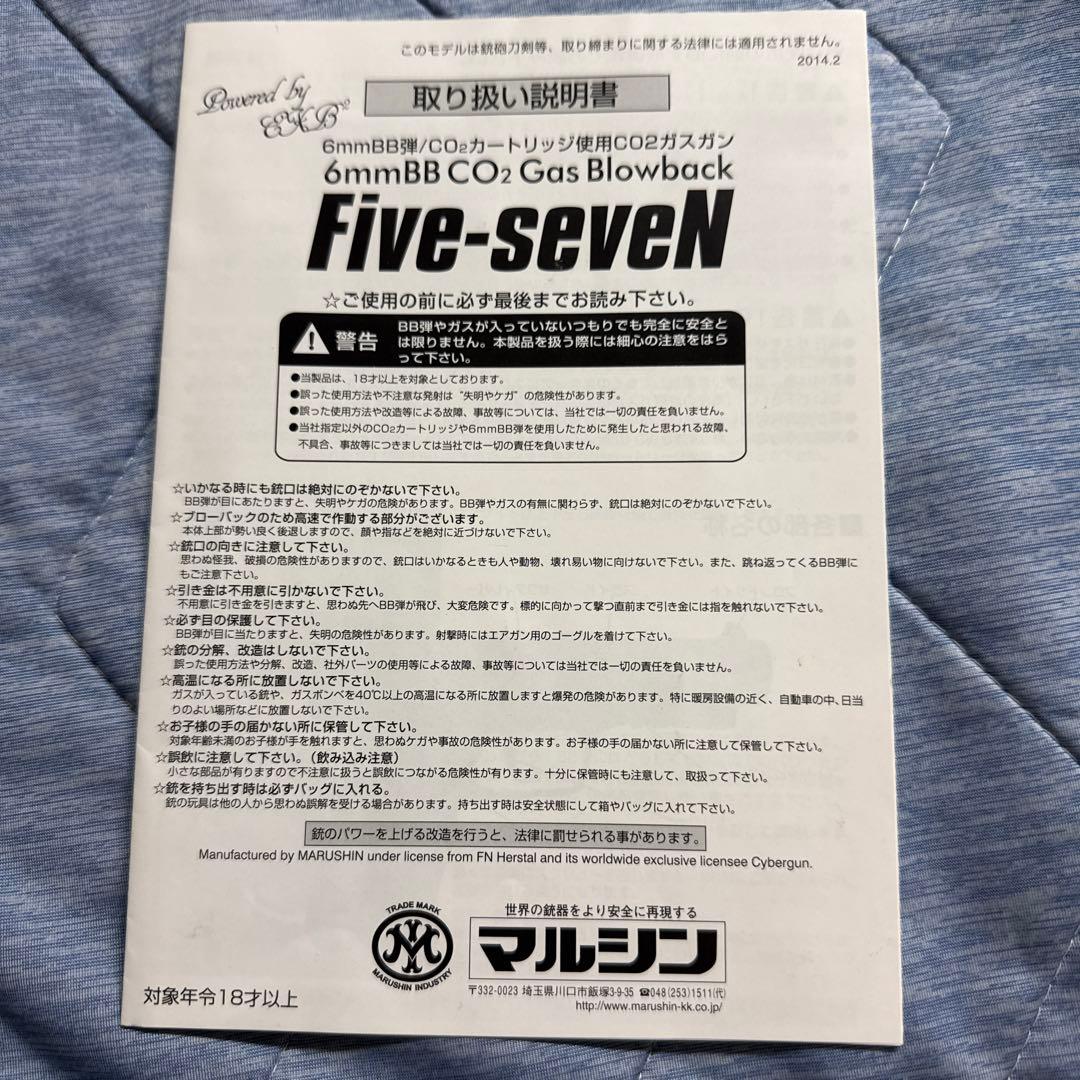 このモデルは銃砲刀剣等、取り締まりに関する法律には適用されません。
2014.2
Powered by
取り扱い説明書
6mmBB弾/CO₂カートリッジ使用CO2ガスガン
6mmBB CO₂ Gas Blowback
Five-seveN
☆ご使用の前に必ず最後までお読み下さい。
警告
BB弾やガスが入っていないつもりでも完全に安全と
は限りません。本製品を扱う際には細心の注意をはら
って下さい。
●当製品は、18才以上を対象としております。
●誤った使用方法や不注意な発射は“失明やケガ”の危険性があります。
●誤った使用方法や改造等による故障、事故等については、当社では一切の責任を負いません。
●当社指定以外のCO₂カートリッジや6mmBB弾を使用したために発生したと思われる故障、
不具合、事故等につきましては当社では一切の責任を負いません。
☆いかなる時にも銃口は絶対にのぞかないで下さい。
BB弾が目にあたりますと、失明やケガの危険があります。BB弾やガスの有無に関わらず、銃口は絶対にのぞかないで下さい。
☆ブローバックのため高速で作動する部分がございます。
本体上部が勢い良く後退しますので、顔や指などを絶対に近づけないで下さい。
☆銃口の向きに注意して下さい。
思わぬ怪我、破損の危険性がありますので、銃口はいかなるときも人や動物、壊れ易い物に向けないで下さい。また、跳ね返ってくるBB弾に
もご注意下さい。
☆引き金は不用意に引かないで下さい。
不用意に引き金を引きますと、思わぬ先へBB弾が飛び、大変危険です。標的に向かって撃つ直前まで引き金には指を触れないで下さい。
☆必ず目の保護して下さい。
BB弾が目に当たりますと、失明の危険性があります。射撃時にはエアガン用のゴーグルを着けて下さい。
☆銃の分解、改造はしないで下さい。
誤った使用方法や分解、改造、社外パーツの使用等による故障、事故等については当社では一切の責任を負いません。
☆高温になる所に放置しないで下さい。
ガスが入っている銃や、ガスボンベを40℃以上の高温になる所に放置しますと爆発の危険があります。特に暖房設備の近く、自動車の中、日当
りのよい場所などに放置しないで下さい。
☆お子様の手の届かない所に保管して下さい。
対象年齢未満のお子様が手を触れますと、思わぬケガや事故の危険性があります。お子様の手の届かない所に注意して保管して下さい。
☆誤飲に注意して下さい。（飲み込み注意）
小さな部品が有りますので不注意に扱うと誤飲につながる危険性が有ります。十分に保管時にも注意して、取扱って下さい。
☆銃を持ち出す時は必ずバッグに入れる。
銃の玩具は他の人から思わぬ誤解を受ける場合があります。持ち出す時は安全状態にして箱やバッグに入れて下さい。
銃のパワーを上げる改造を行うと、法律に罰せられる事があります。
Manufactured by MARUSHIN under license from FN Herstal and its worldwide exclusive licensee Cybergun.
TRADE MARK
MARUSHIN INDUSTRY
世界の銃器をより安全に再現する
マルシン
〒332-0023 埼玉県川口市飯塚3-9-35 ☎048(253)1511(代)
http://www.marushin-kk.co.jp/
対象年令18才以上